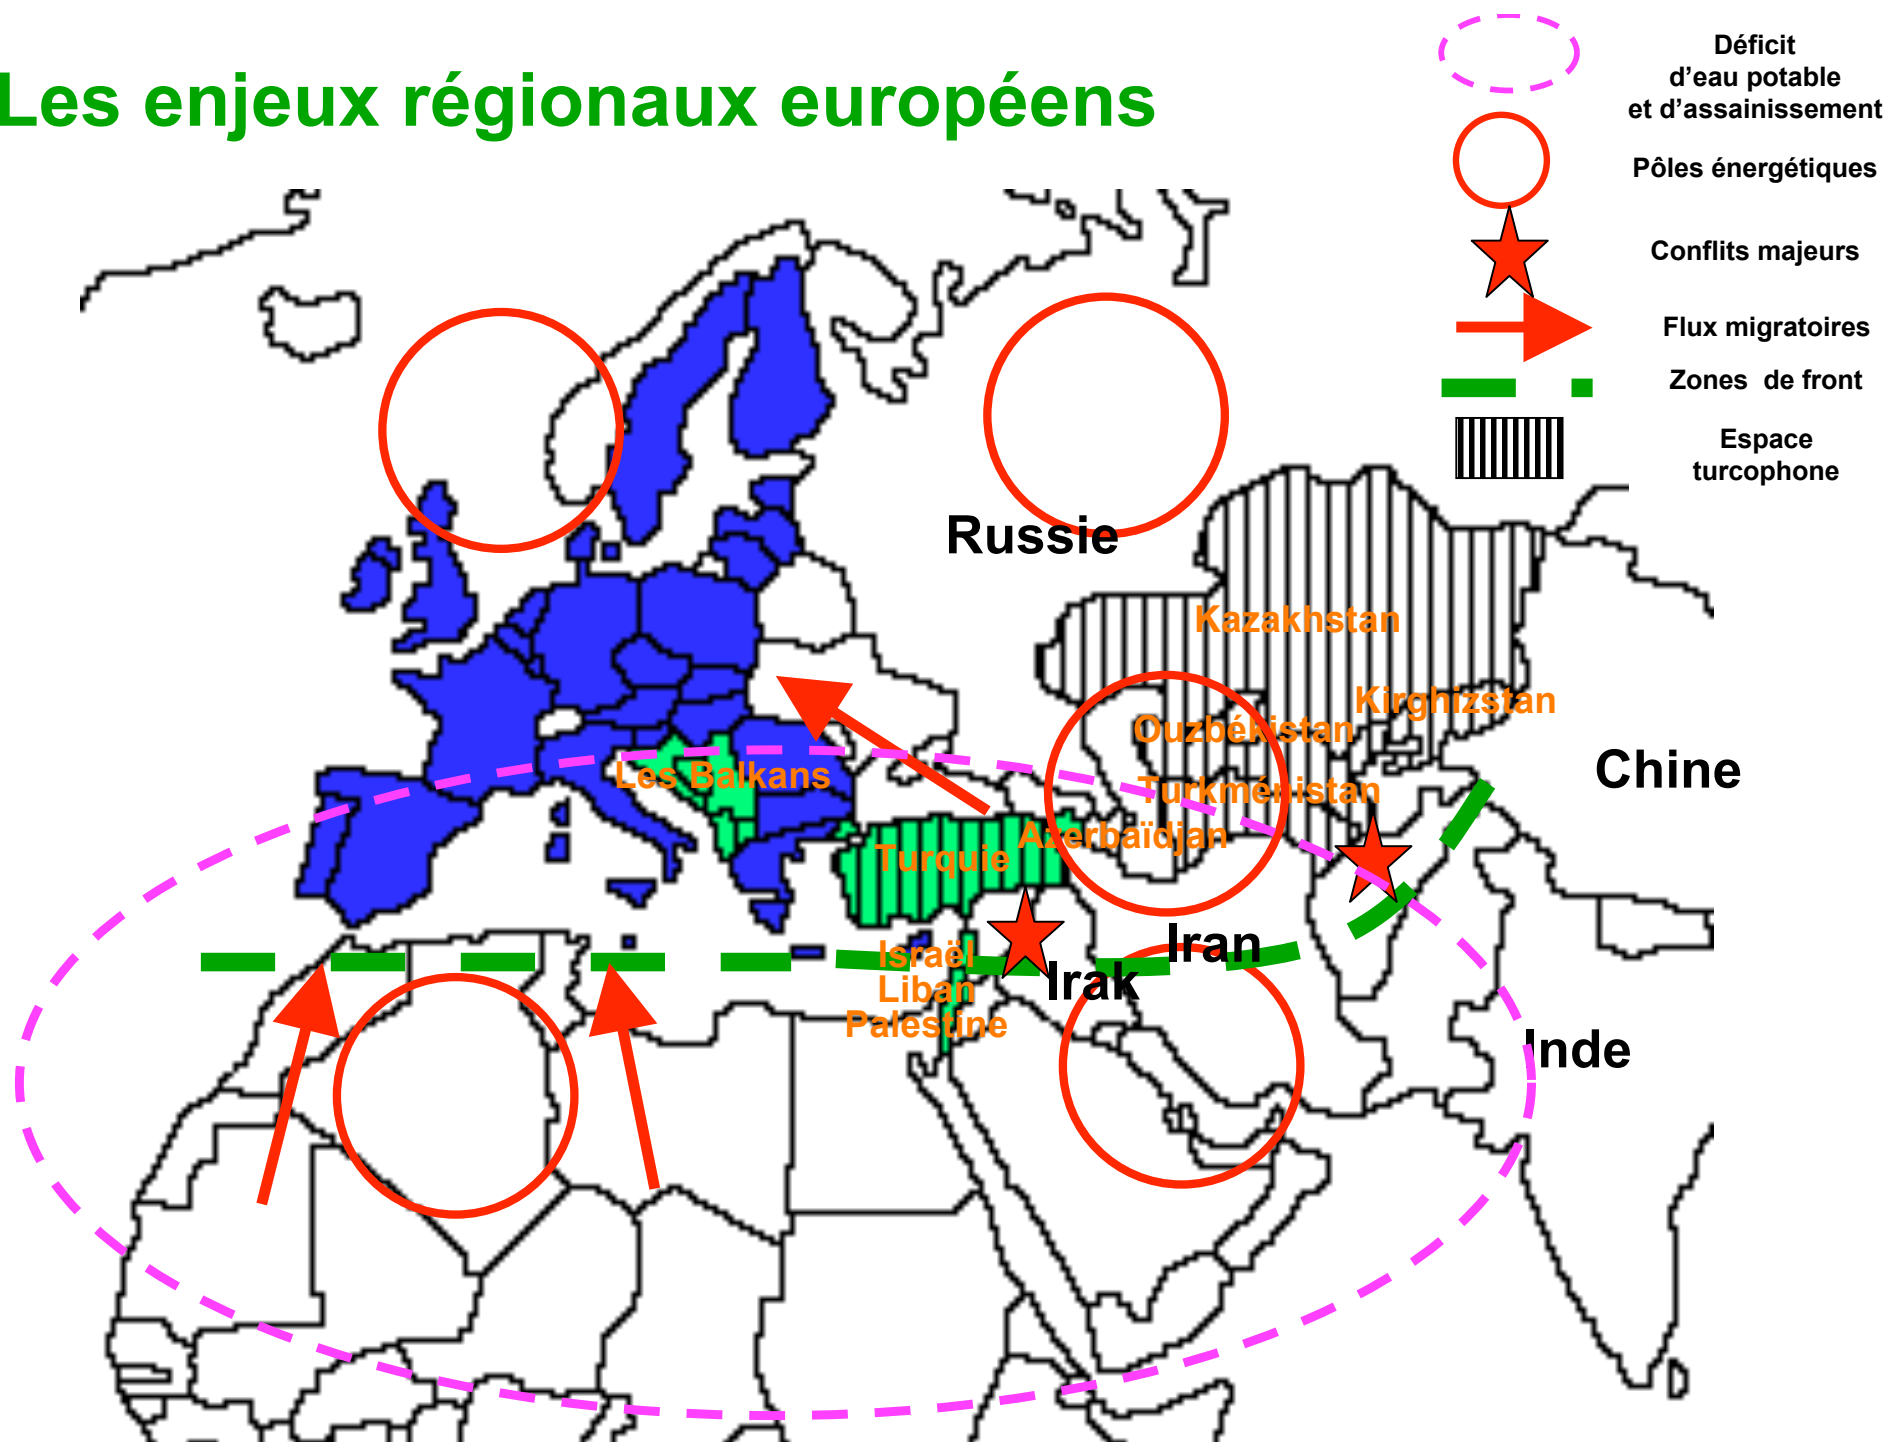 Les enjeux régionaux européens
Déficit
d'eau potable
et d'assainissement
Pôles énergétiques
Conflits majeurs
Flux migratoires
Zones de front
Espace
turcophone
Russie
Kazakhstan
Kirghizstan
Ouzbékistan
Chine
Les Balkans
Turkménistan
Azerbaïdjan
Turquie
Iran
Israël
Liban
Palestine
Irak
Inde